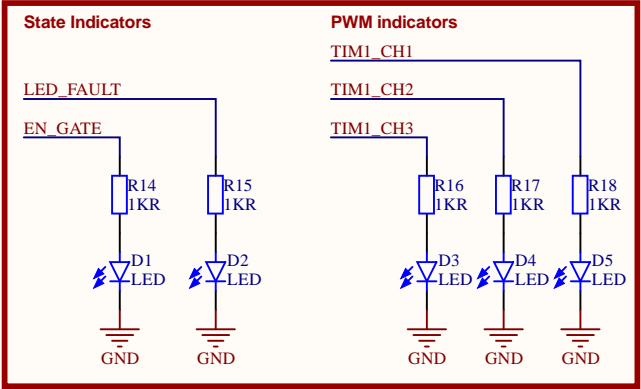 State Indicators
PWM indicators
TIM1_CH1
LED_FAULT
TIM1_CH2
EN_GATE
TIM1_CH3
R14
1KR
R15
1KR
R16
1KR
R17
1KR
R18
1KR
D1
LED
D2
LED
D3
LED
D4
LED
D5
LED
GND
GND
GND
GND
GND